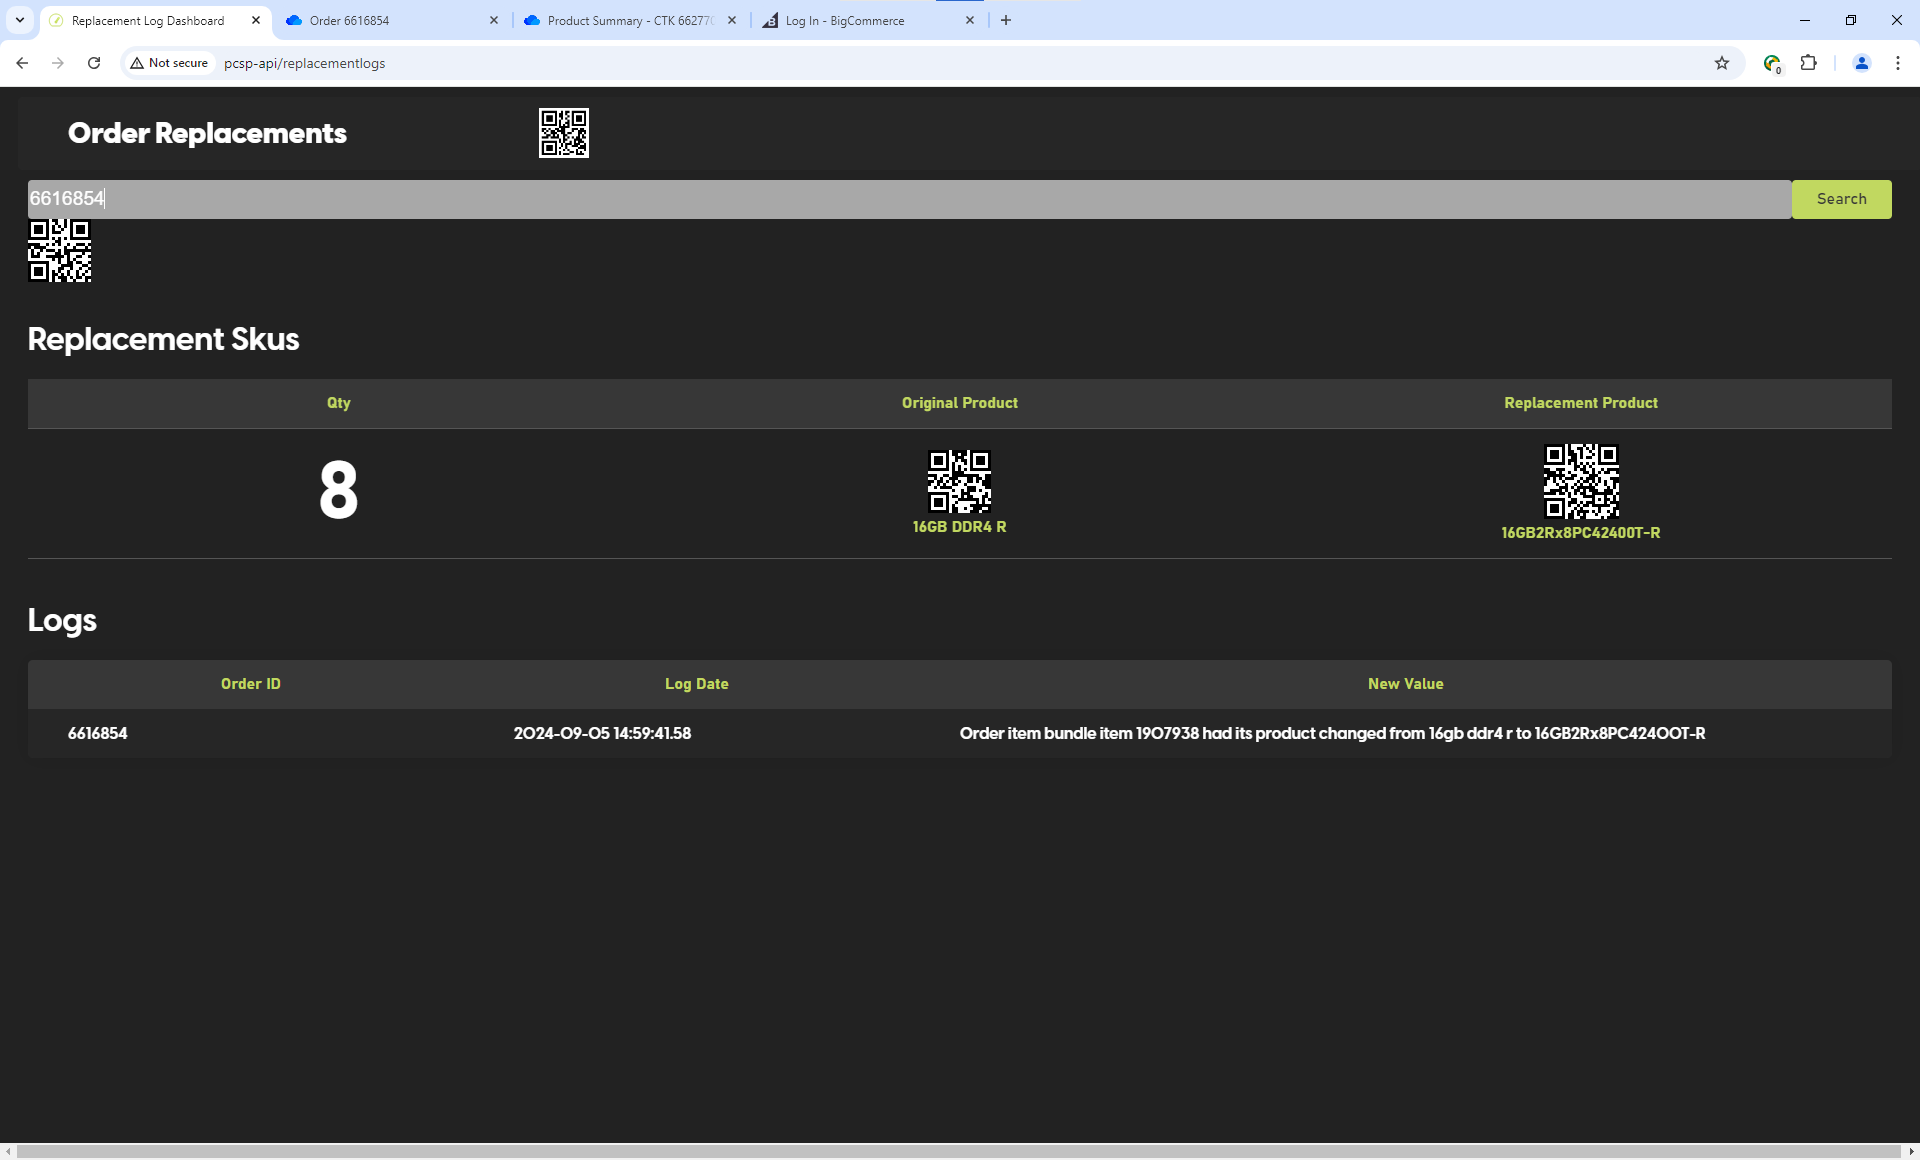 Replacement Log Dashboard
Order 6616854
Product Summary - CTK 66277
Log In - BigCommerce
Not secure
pcsp-api/replacementlogs
0
Order Replacements
6616854
Search
Replacement Skus
Qty
Original Product
Replacement Product
8
16GB DDR4 R
16GB2Rx8PC42400T-R
Logs
Order ID
Log Date
New Value
6616854
2024-09-05 14:59:41.58
Order item bundle item 1907938 had its product changed from 16gb ddr4 r to 16GB2Rx8PC42400T-R